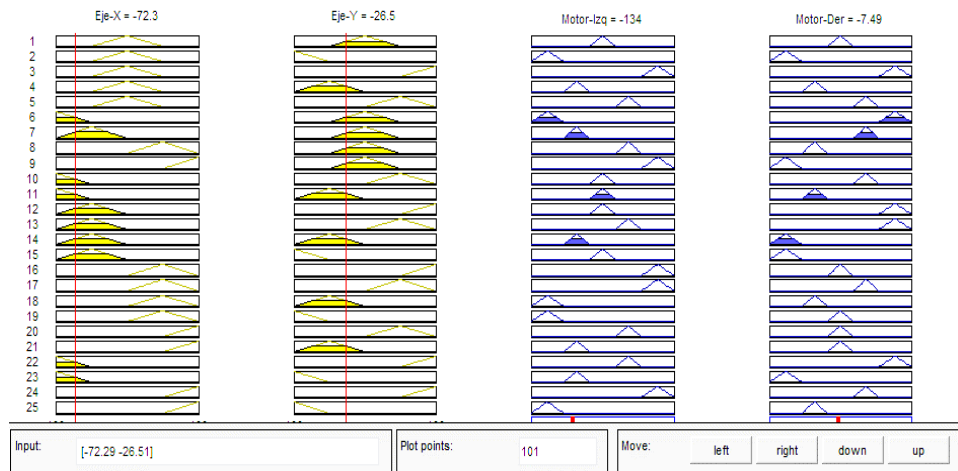 Eje-X = -72.3
Eje-Y = -26.5
Motor-Izq = -134
Motor-Der = -7.49
1
2
3
4
5
6
7
8
9
10
11
12
13
14
15
16
17
18
19
20
21
22
23
24
25
Input:
[-72.29 -26.51]
Plot points:
101
Move:
left
right
down
up